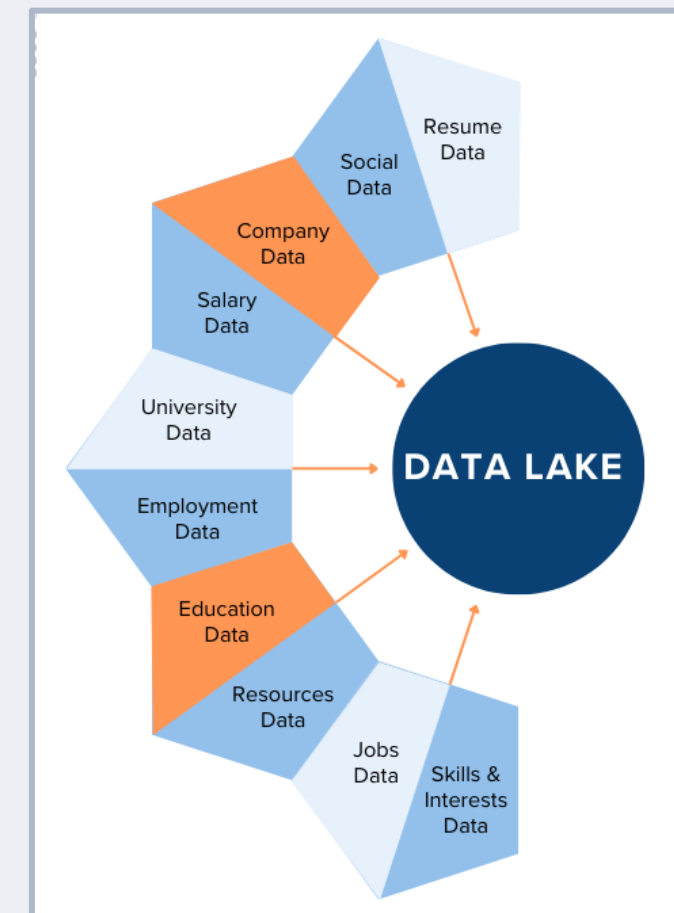 Resume
Data
Social
Data
Company
Data
Salary
Data
University
Data
DATA LAKE
Employment
Data
Education
Data
Resources
Data
Jobs
Data
Skills &
Interests
Data